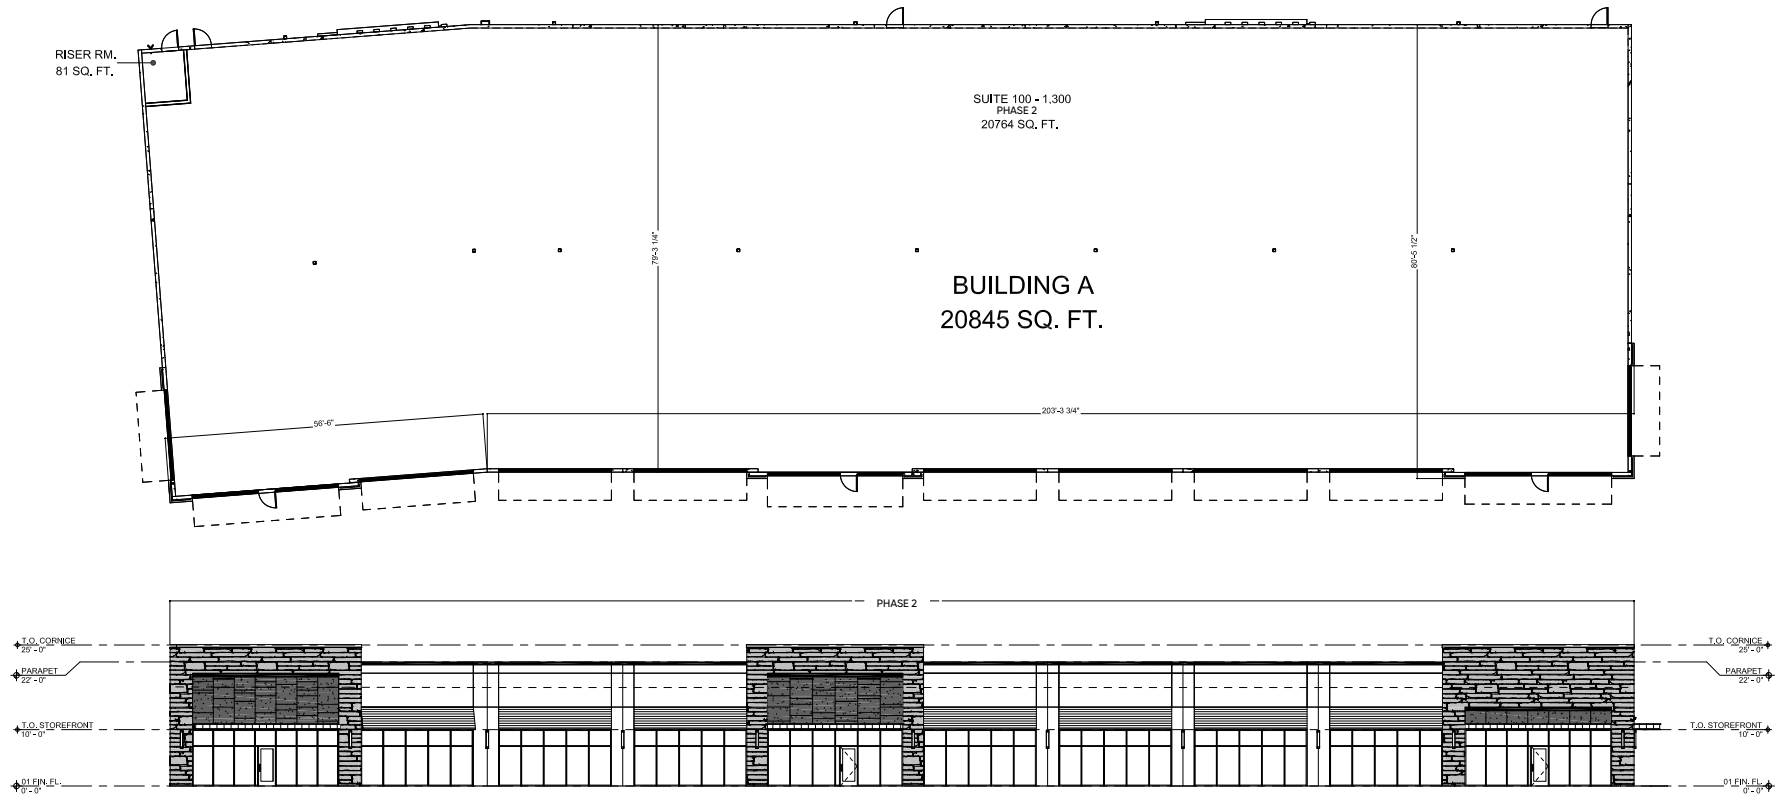 RISER RM.
81 SQ. FT.
SUITE 100 - 1,300
PHASE 2
20764 SQ. FT.
79'-3 1/4"
80'-5 1/2"
BUILDING A
20845 SQ. FT.
56'-6"
203'-3 3/4"
PHASE 2
T.O. CORNICE
25' - 0"
PARAPET
22' - 0"
T.O. STOREFRONT
10' - 0"
01 FIN. FL.
0' - 0"
T.O. CORNICE
25' - 0"
PARAPET
22' - 0"
T.O. STOREFRONT
10' - 0"
01 FIN. FL.
0' - 0"